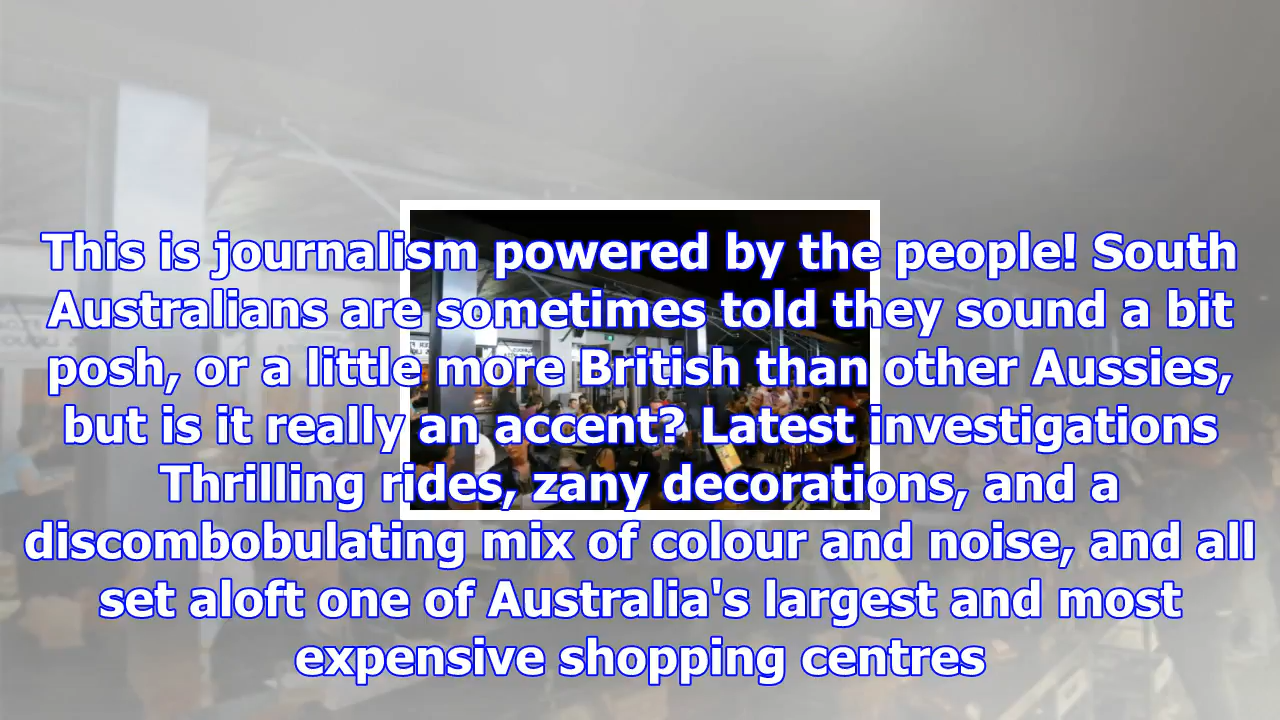 This is journalism powered by the people! South
Australians are sometimes told they sound a bit
posh, or a little more British than other Aussies,
but is it really an accent? Latest investigations
Thrilling rides, zany decorations, and a
discombobulating mix of colour and noise, and all
set aloft one of Australia's largest and most
expensive shopping centres